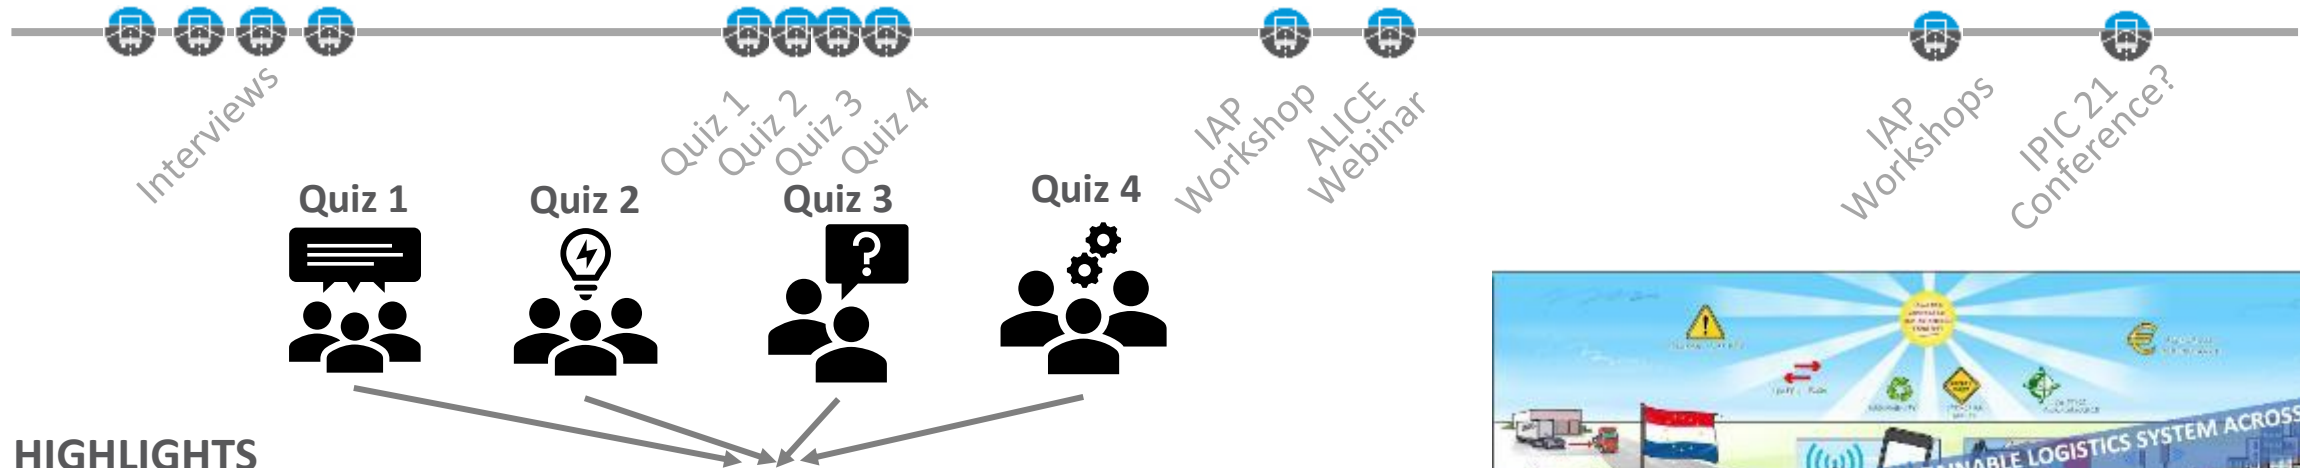 Interviews
Quiz 1
Quiz 2
Quiz 3
Quiz 4
IAP
Workshop
ALICE
Webinar
IAP
Workshops
IPIC 21
Conference?
Quiz 1
Quiz 2
Quiz 3
Quiz 4
?
HIGHLIGHTS
LOGISTICS SYSTEM ACROSS